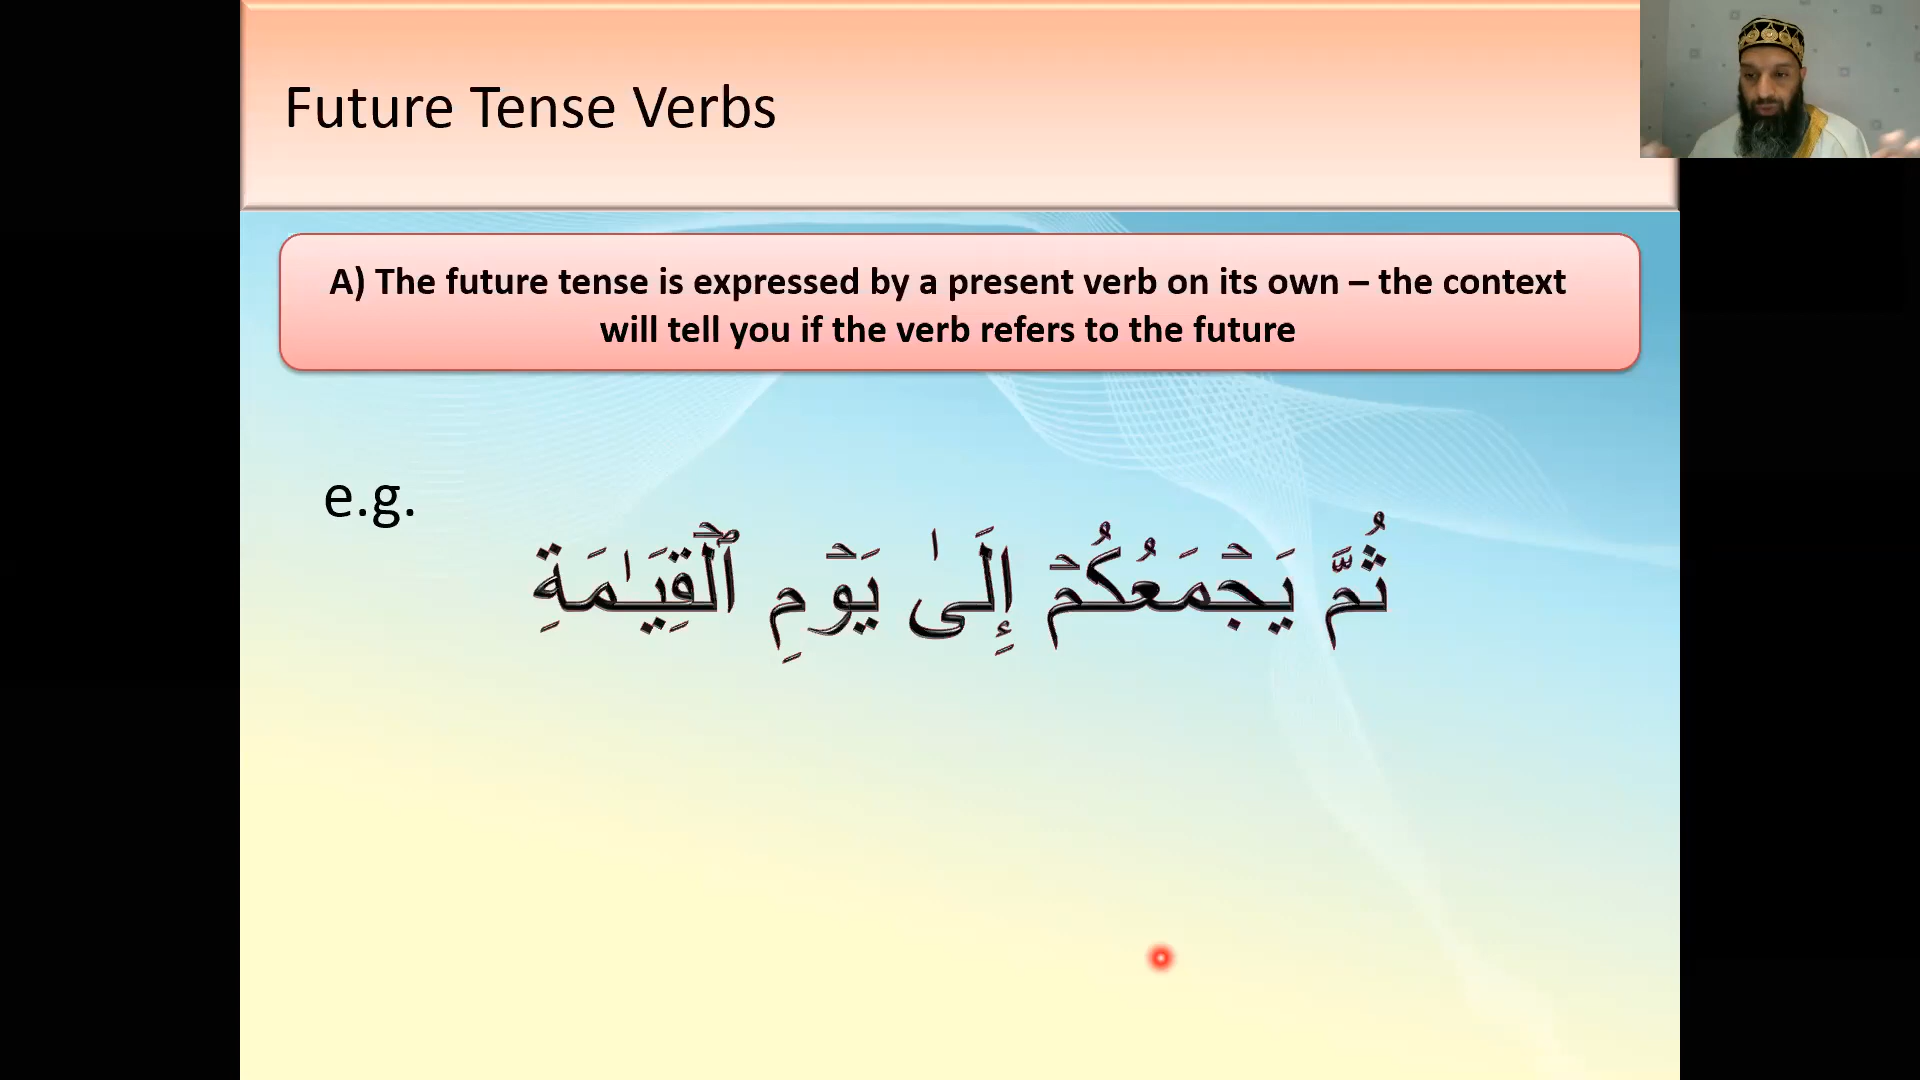 Future Tense Verbs
A) The future tense is expressed by a present verb on its own – the context
will tell you if the verb refers to the future
e.g.
ثُمَّ يَجۡمَعُكُمۡ إِلَىٰ يَوۡمِ ٱلۡقِيَـٰمَةِ